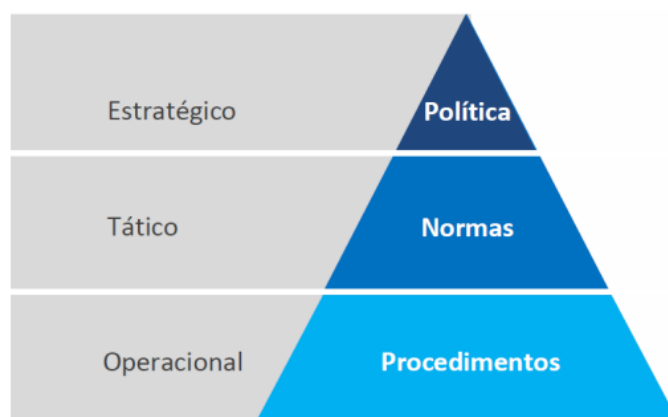 Estratégico
Política
Tático
Normas
Operacional
Procedimentos